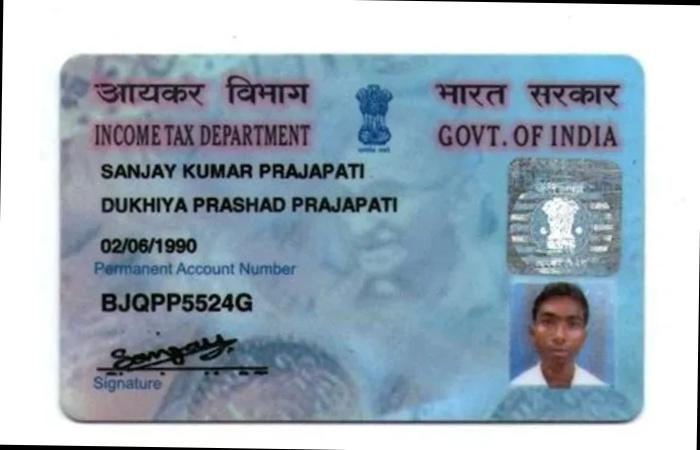 आयकर विभाग
भारत सरकार
INCOME TAX DEPARTMENT
GOVT. OF INDIA
SANJAY KUMAR PRAJAPATI
DUKHIYA PRASHAD PRAJAPATI
02/06/1990
Permanent Account Number
BJQPP5524G
Sanjay
Signature